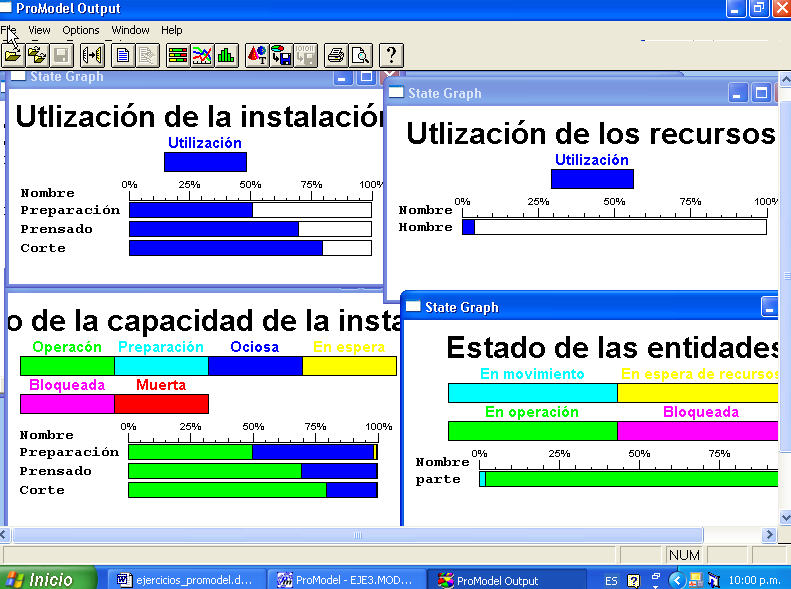 ProModel Output
File View Options Window Help
State Graph
Utlización de la instalación
Utilización
0% 25% 50% 75% 100%
Nombre
Preparación
Prensado
Corte
State Graph
Utlización de los recursos
Utilización
0% 25% 50% 75% 100%
Nombre
Hombre
o de la capacidad de la insta
Operacón Preparación Ociosa En espera
Bloqueada Muerta
0% 25% 50% 75% 100%
Nombre
Preparación
Prensado
Corte
State Graph
Estado de las entidades
En movimiento En espera de recursos
En operación Bloqueada
0% 25% 50% 75%
Nombre
parte
NUM
Inicio ejercicios_promodel.d... ProModel - EJE3.MOD... ProModel Output ES 10:00 p.m.